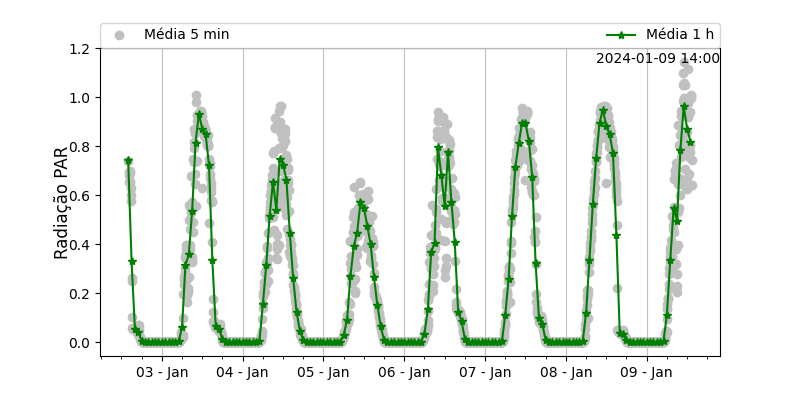 Média 5 min
Média 1 h
2024-01-09 14:00
Radiação PAR
1.2
1.0
0.8
0.6
0.4
0.2
0.0
03 - Jan
04 - Jan
05 - Jan
06 - Jan
07 - Jan
08 - Jan
09 - Jan